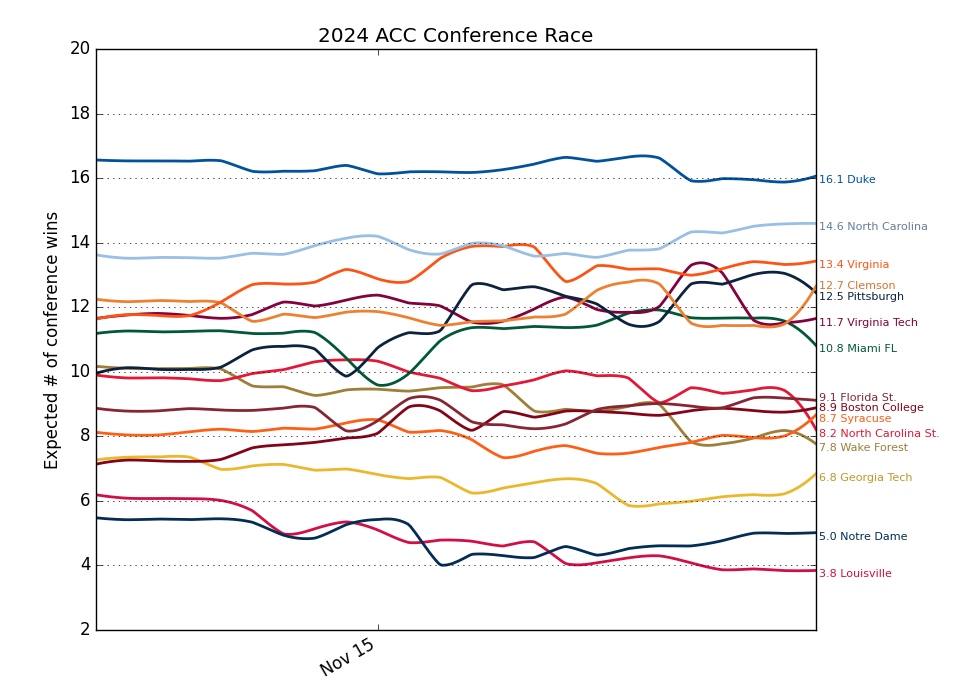 2024 ACC Conference Race
Expected # of conference wins
20
18
16
14
12
10
8
6
4
2
Nov 15
16.1 Duke
14.6 North Carolina
13.4 Virginia
12.7 Clemson
12.5 Pittsburgh
11.7 Virginia Tech
10.8 Miami FL
9.1 Florida St.
8.9 Boston College
8.7 Syracuse
8.2 North Carolina St.
7.8 Wake Forest
6.8 Georgia Tech
5.0 Notre Dame
3.8 Louisville